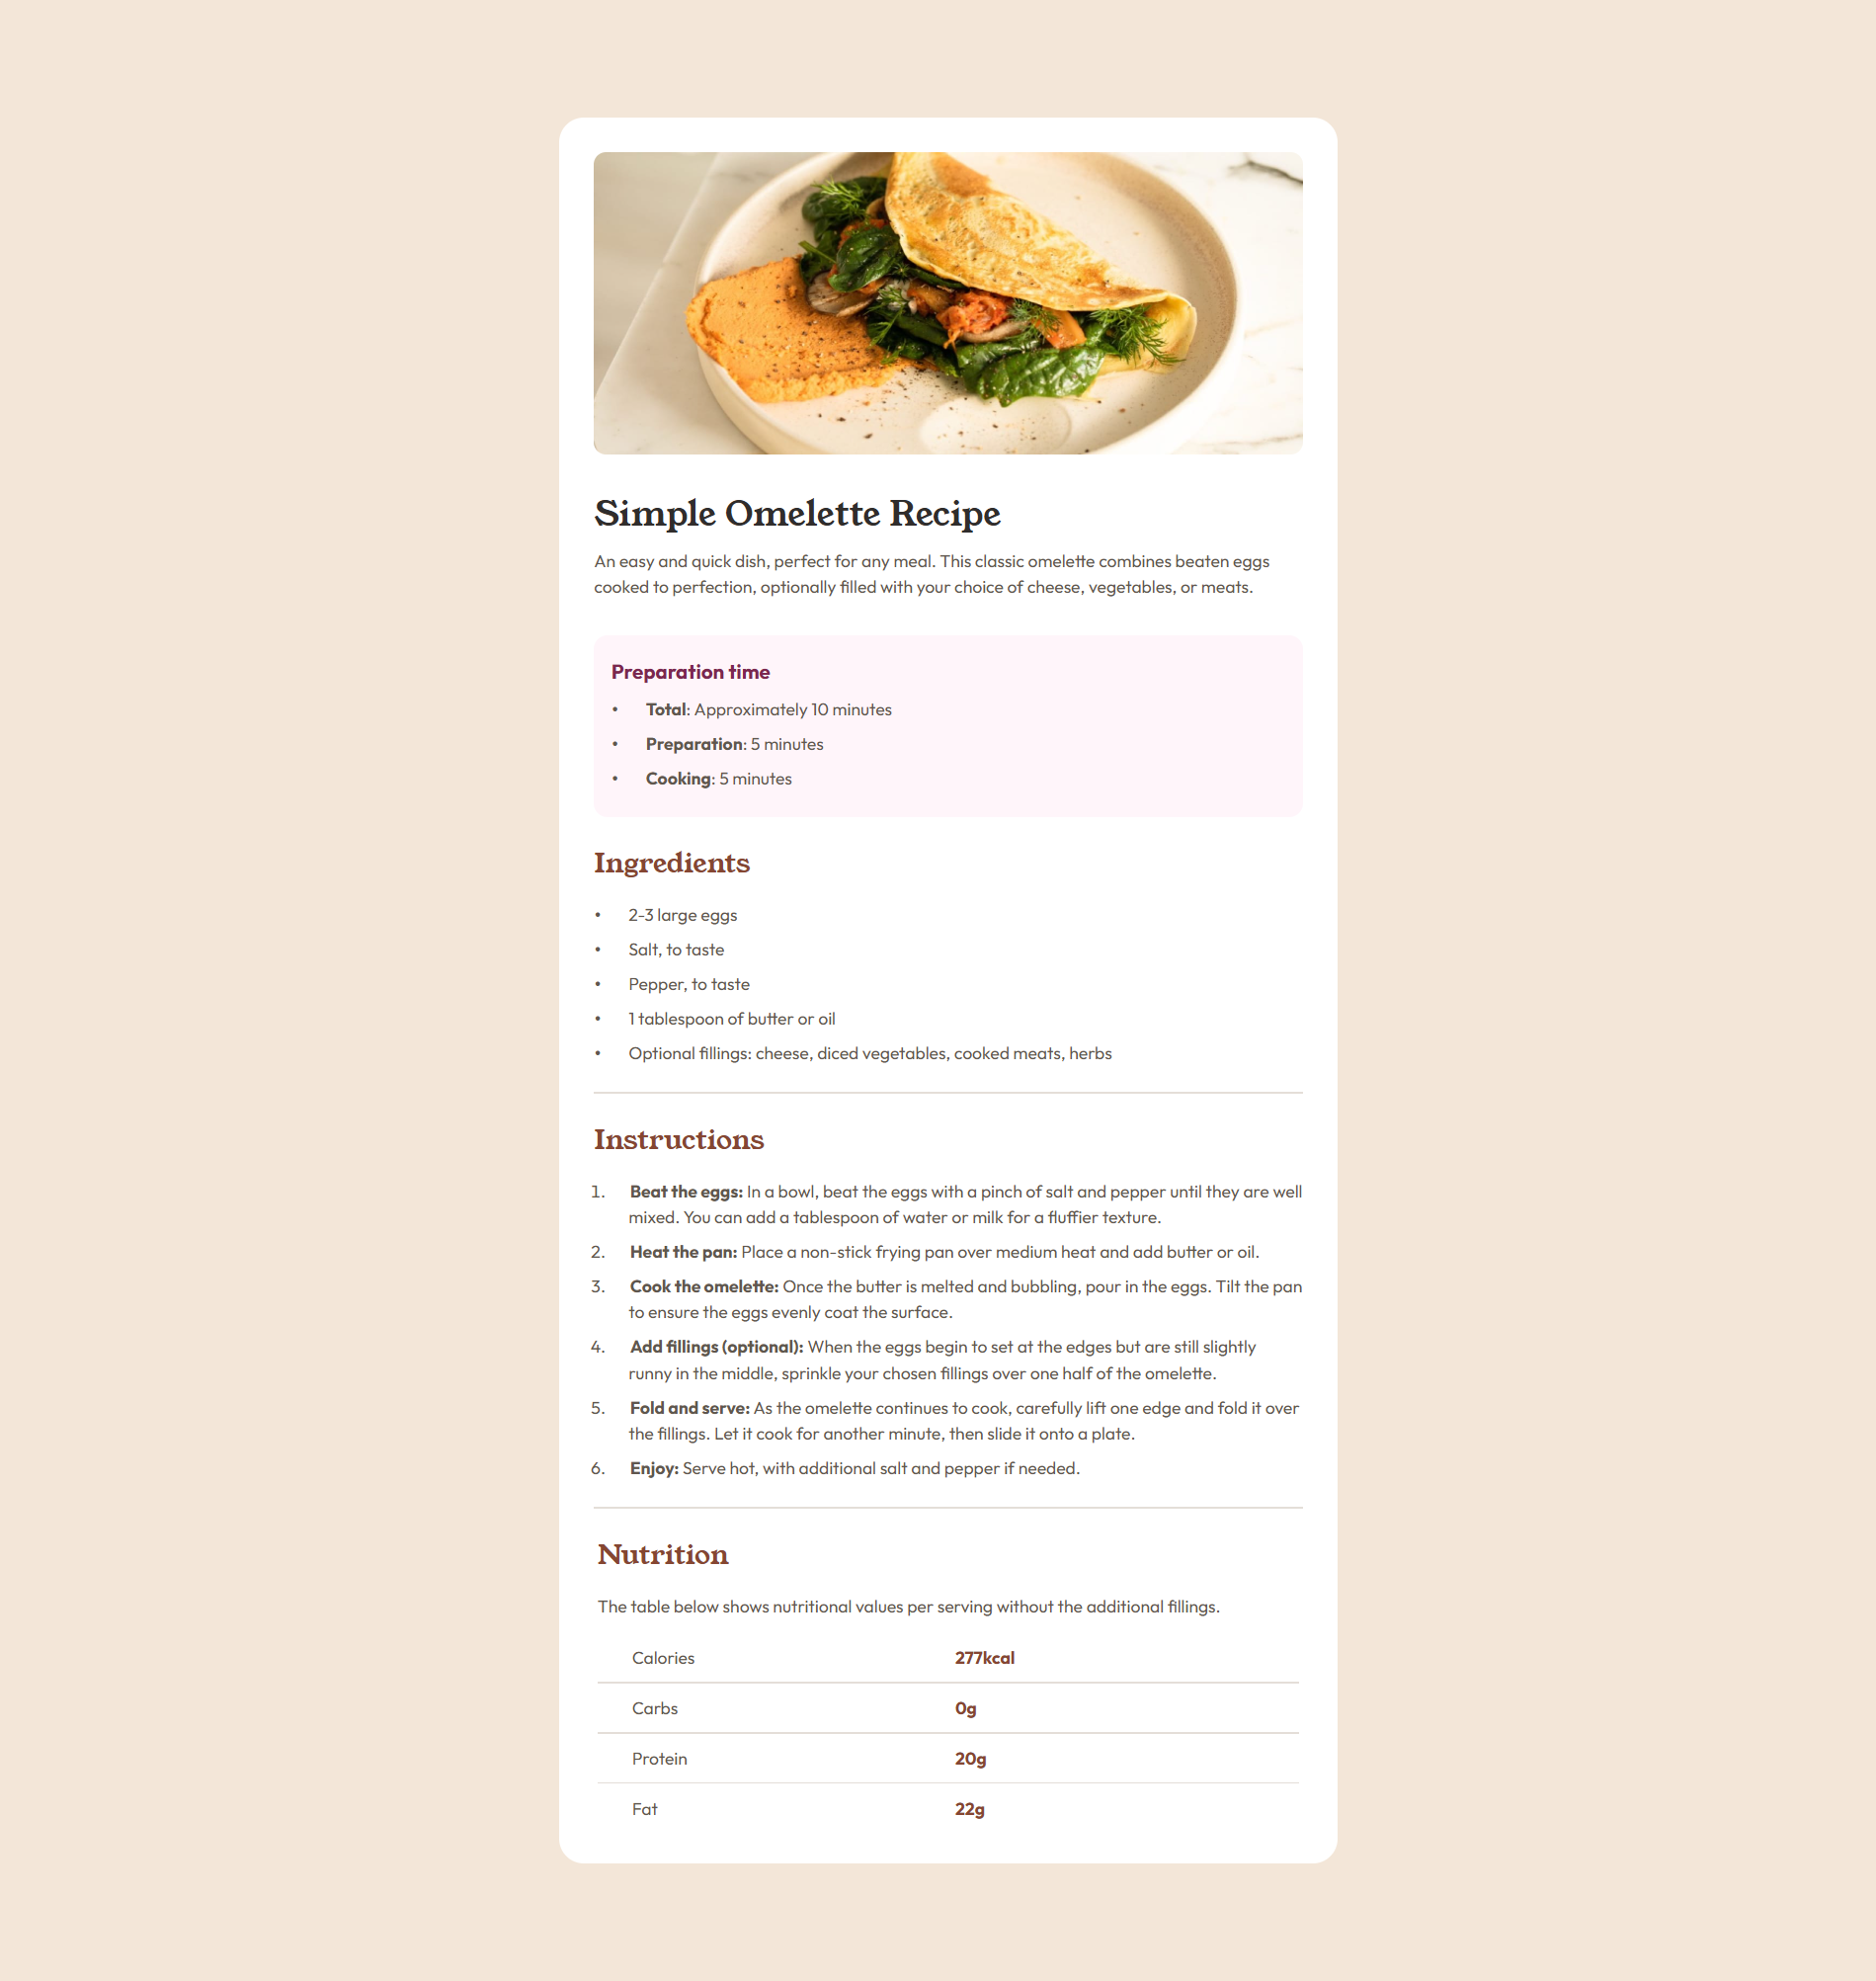 Simple Omelette Recipe
An easy and quick dish, perfect for any meal. This classic omelette combines beaten eggs
cooked to perfection, optionally filled with your choice of cheese, vegetables, or meats.
Preparation time
• Total: Approximately 10 minutes
• Preparation: 5 minutes
• Cooking: 5 minutes
Ingredients
• 2-3 large eggs
• Salt, to taste
• Pepper, to taste
• 1 tablespoon of butter or oil
• Optional fillings: cheese, diced vegetables, cooked meats, herbs
Instructions
1. Beat the eggs: In a bowl, beat the eggs with a pinch of salt and pepper until they are well
mixed. You can add a tablespoon of water or milk for a fluffier texture.
2. Heat the pan: Place a non-stick frying pan over medium heat and add butter or oil.
3. Cook the omelette: Once the butter is melted and bubbling, pour in the eggs. Tilt the pan
to ensure the eggs evenly coat the surface.
4. Add fillings (optional): When the eggs begin to set at the edges but are still slightly
runny in the middle, sprinkle your chosen fillings over one half of the omelette.
5. Fold and serve: As the omelette continues to cook, carefully lift one edge and fold it over
the fillings. Let it cook for another minute, then slide it onto a plate.
6. Enjoy: Serve hot, with additional salt and pepper if needed.
Nutrition
The table below shows nutritional values per serving without the additional fillings.
Calories 277kcal
Carbs 0g
Protein 20g
Fat 22g